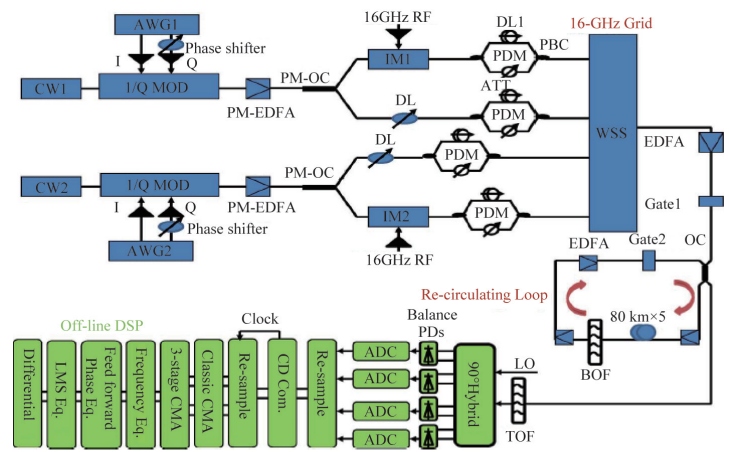 AWG1
Phase shifter
I
Q
CW1
I/Q MOD
PM-EDFA
PM-OC
16GHz RF
IM1
DL1
PDM
PBC
ATT
DL
PDM
16-GHz Grid
WSS
DL
PDM
CW2
I/Q MOD
PM-EDFA
PM-OC
I
Q
Phase shifter
AWG2
IM2
PDM
16GHz RF
EDFA
Gate1
EDFA
Gate2
OC
Re-circulating Loop
80 km×5
BOF
Off-line DSP
Clock
Balance
PDs
Differential
LMS Eq.
Feed forward
Phase Eq.
Frequency Eq.
3-stage CMA
Classic CMA
Re-sample
CD Com.
Re-sample
ADC
ADC
ADC
ADC
90°Hybrid
LO
TOF